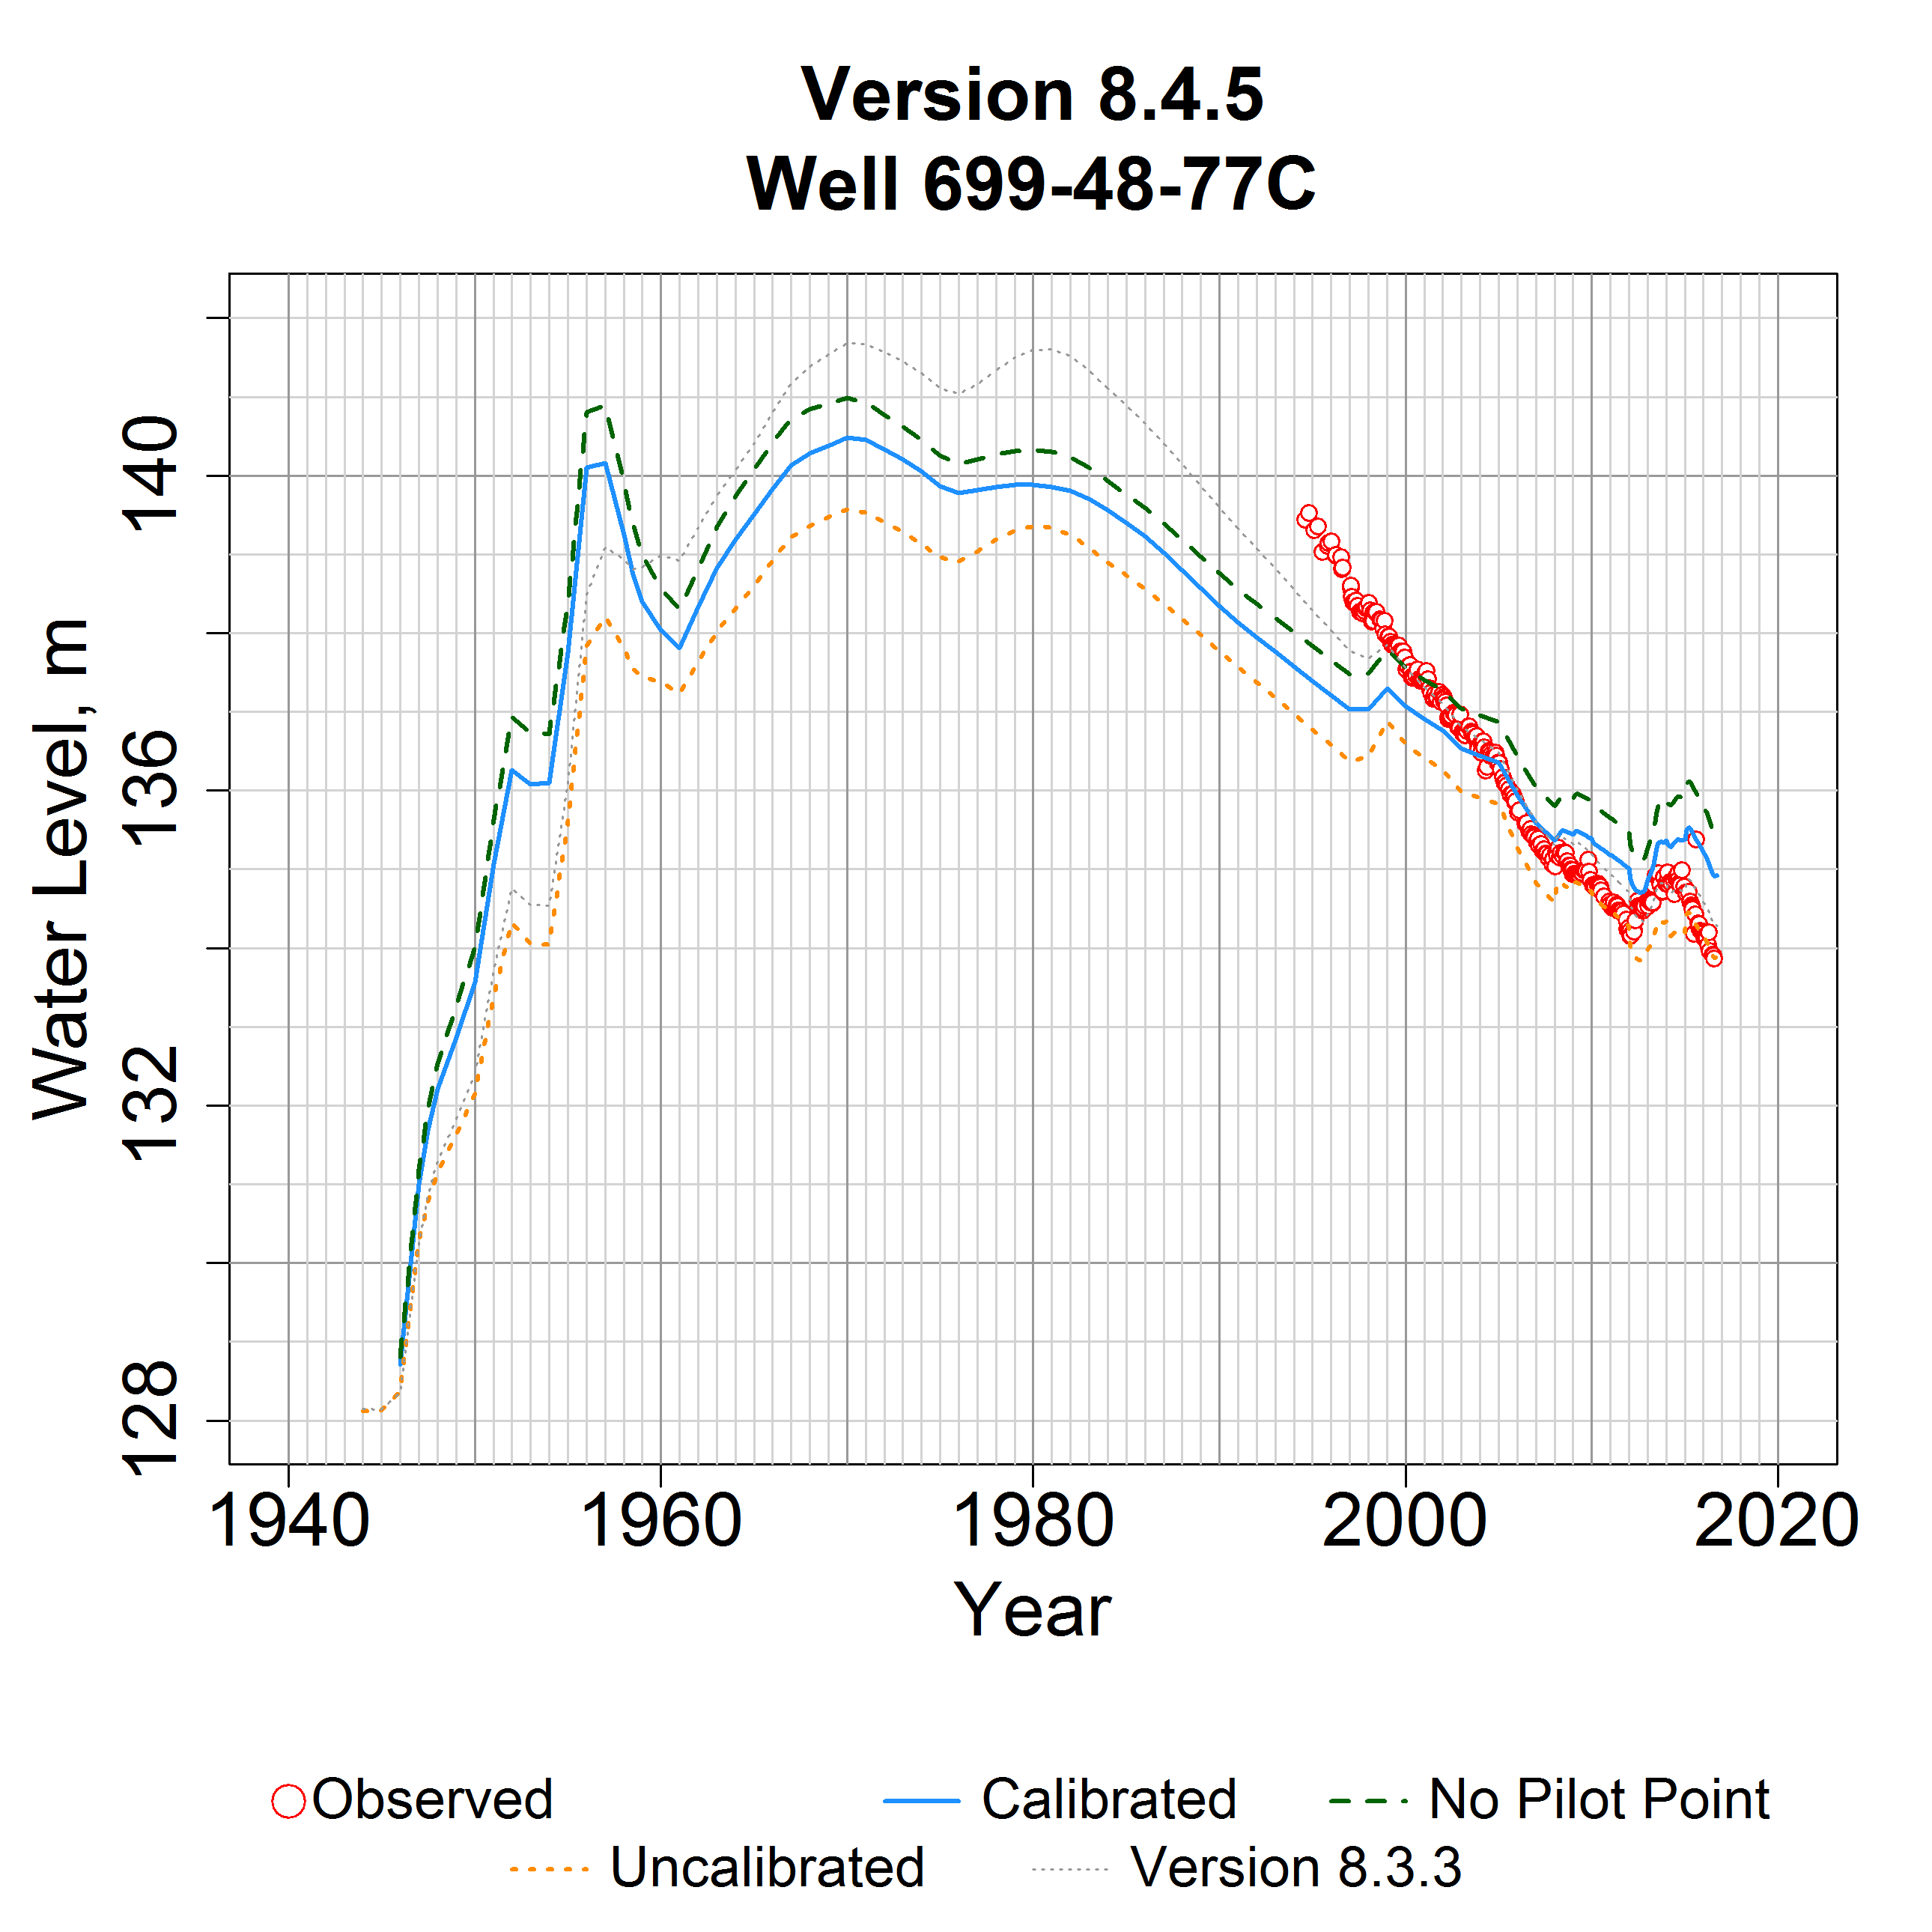 Version 8.4.5
Well 699-48-77C
Water Level, m
140
136
132
128
1940 1960 1980 2000 2020
Year
Observed Calibrated No Pilot Point
Uncalibrated Version 8.3.3